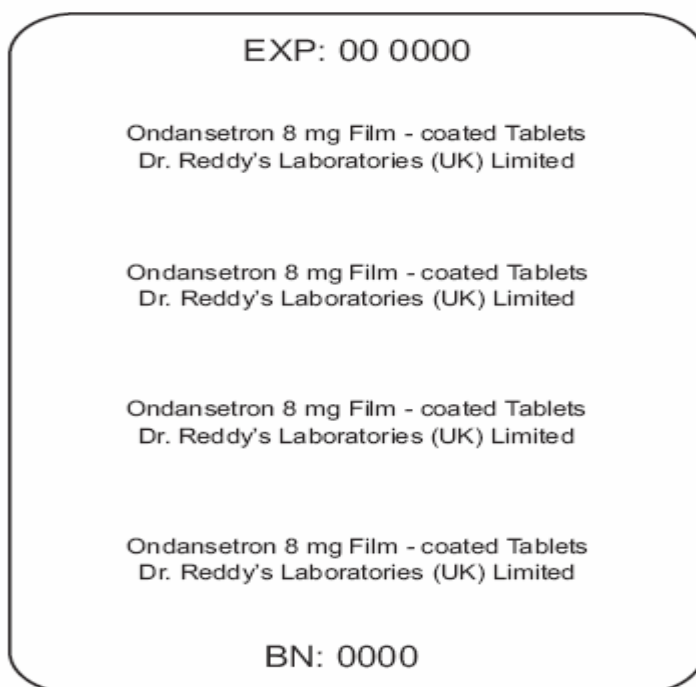 EXP: 00 0000
Ondansetron 8 mg Film - coated Tablets
Dr. Reddy's Laboratories (UK) Limited
Ondansetron 8 mg Film - coated Tablets
Dr. Reddy's Laboratories (UK) Limited
Ondansetron 8 mg Film - coated Tablets
Dr. Reddy's Laboratories (UK) Limited
Ondansetron 8 mg Film - coated Tablets
Dr. Reddy's Laboratories (UK) Limited
BN: 0000